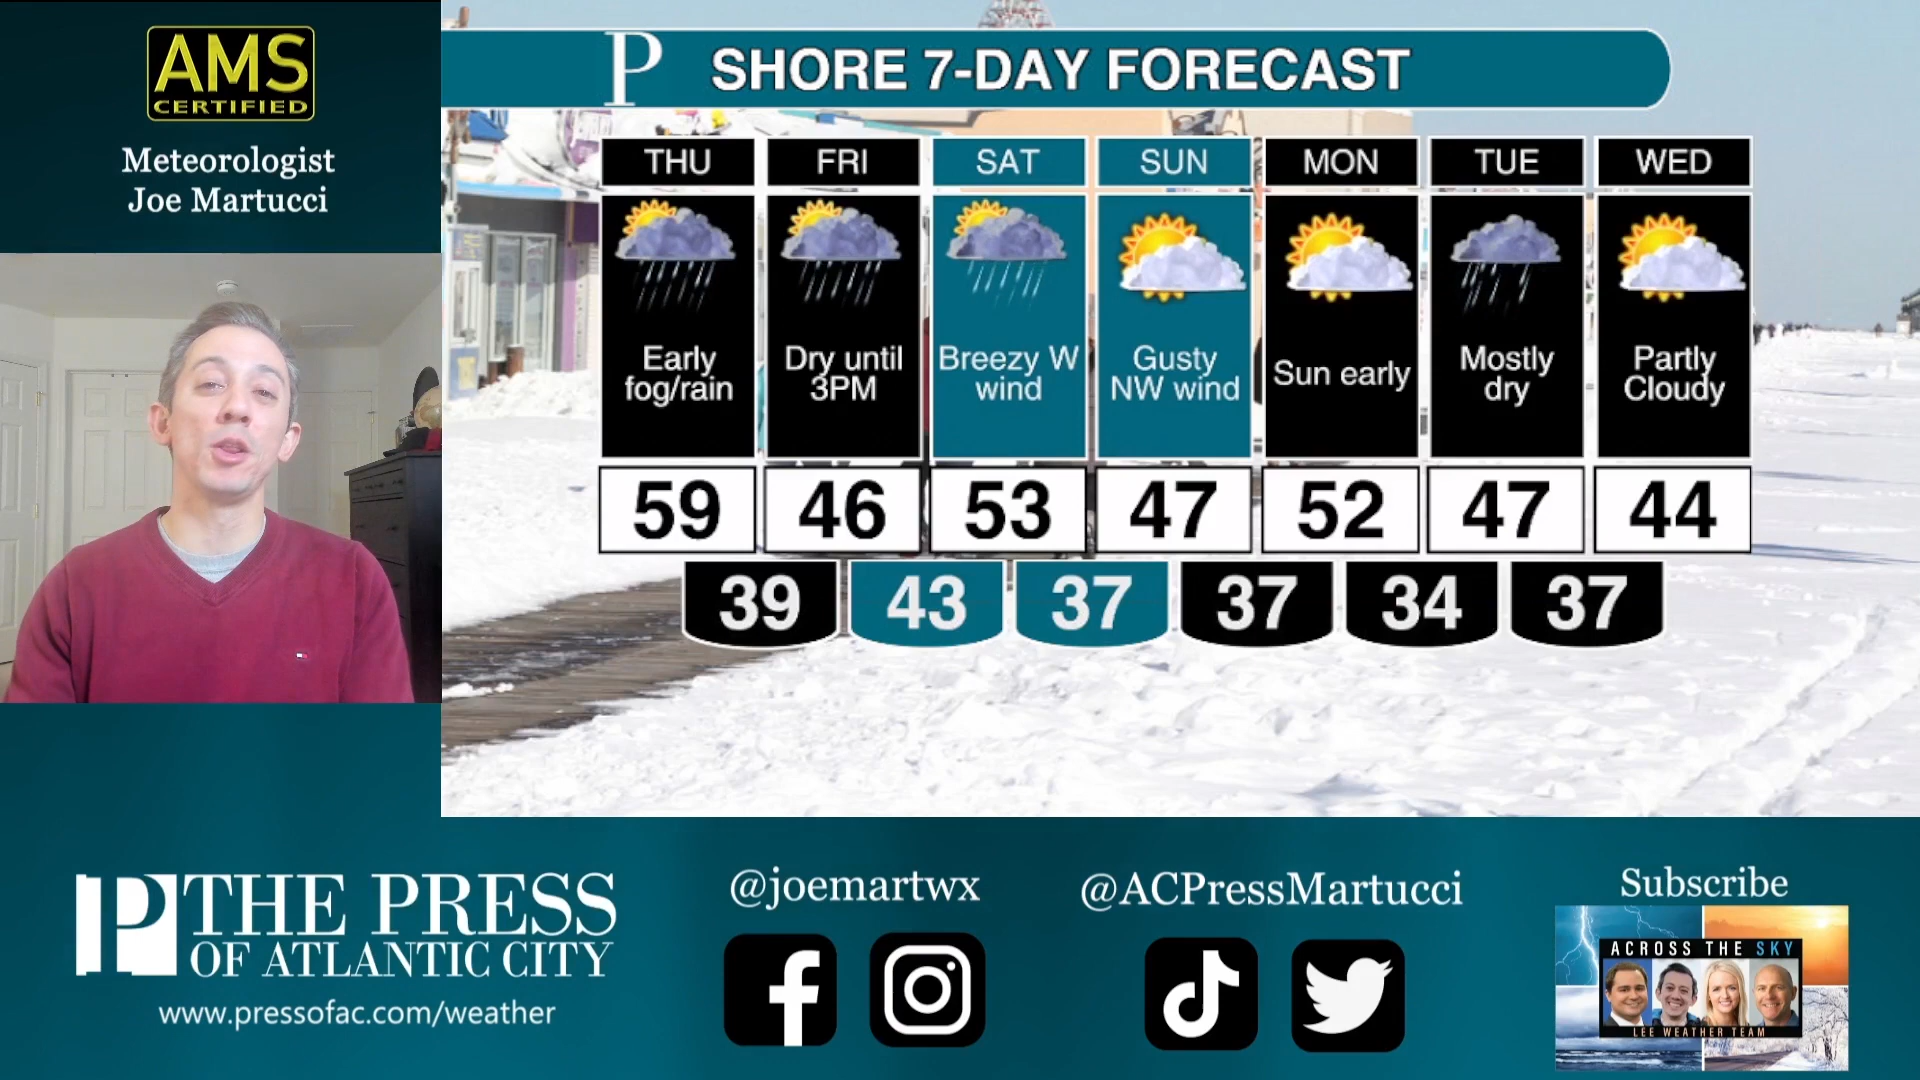 AMS
CERTIFIED
Meteorologist
Joe Martucci
P SHORE 7-DAY FORECAST
THU FRI SAT SUN MON TUE WED
Early
fog/rain
Dry until
3PM
Breezy W
wind
Gusty
NW wind
Sun early
Mostly
dry
Partly
Cloudy
59 46 53 47 52 47 44
39 43 37 37 34 37
P THE PRESS
OF ATLANTIC CITY
www.pressofac.com/weather
@joemartwx
@ACPressMartucci
Subscribe
ACROSS THE SKY
LEE WEATHER TEAM